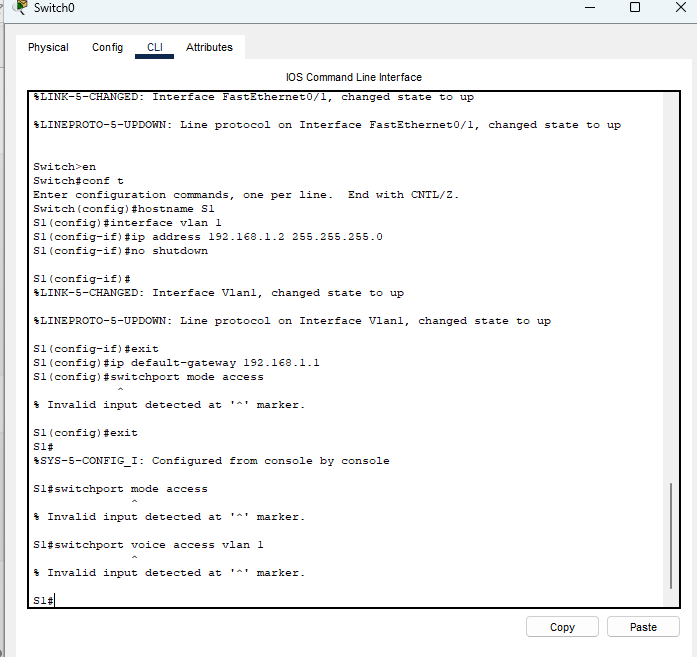 Switch0
Physical Config CLI Attributes
IOS Command Line Interface
%LINK-5-CHANGED: Interface FastEthernet0/1, changed state to up
%LINEPROTO-5-UPDOWN: Line protocol on Interface FastEthernet0/1, changed state to up
Switch>en
Switch#conf t
Enter configuration commands, one per line.  End with CNTL/Z.
Switch(config)#hostname S1
S1(config)#interface vlan 1
S1(config-if)#ip address 192.168.1.2 255.255.255.0
S1(config-if)#no shutdown
S1(config-if)#
%LINK-5-CHANGED: Interface Vlan1, changed state to up
%LINEPROTO-5-UPDOWN: Line protocol on Interface Vlan1, changed state to up
S1(config-if)#exit
S1(config)#ip default-gateway 192.168.1.1
S1(config)#switchport mode access
^
% Invalid input detected at '^' marker.
S1(config)#exit
S1#
%SYS-5-CONFIG_I: Configured from console by console
S1#switchport mode access
^
% Invalid input detected at '^' marker.
S1#switchport voice access vlan 1
^
% Invalid input detected at '^' marker.
S1#
Copy Paste